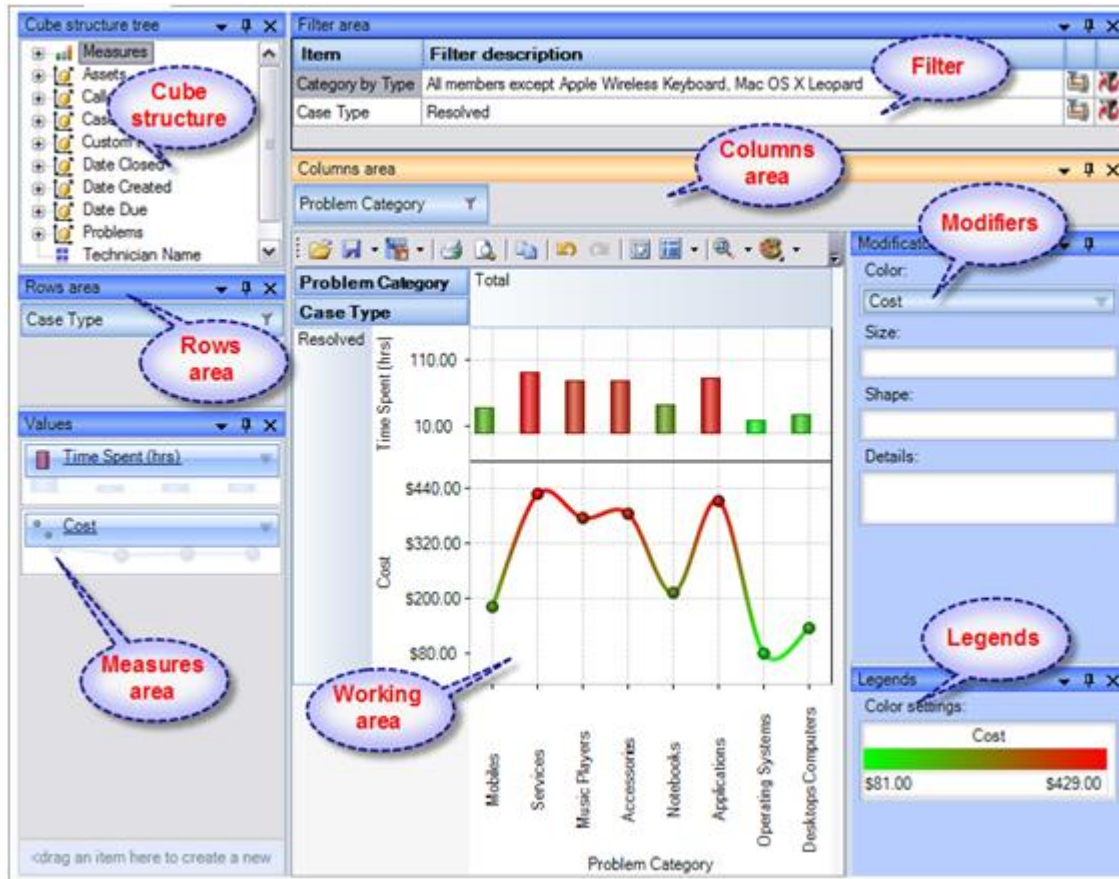 Cube structure tree
Measures
Assets
Cube structure
Date Closed
Date Created
Date Due
Problems
Technician Name
Rows area
Case Type
Rows area
Values
Time Spent (hrs)
Cost
Measures area
<drag an item here to create a new
Filter area
Item Filter description
Category by Type All members except Apple Wireless Keyboard, Mac OS X Leopard
Case Type Resolved
Filter
Columns area
Columns area
Problem Category
Problem Category
Total
Case Type
Resolved
Time Spent (hrs)
110.00
10.00
Cost
$440.00
$320.00
$200.00
$80.00
Working area
Mobiles
Services
Music Players
Accessories
Notebooks
Applications
Operating Systems
Desktops Computers
Problem Category
Modifiers
Color:
Cost
Size:
Shape:
Details:
Legends
Legends
Color settings:
Cost
$81.00 $429.00